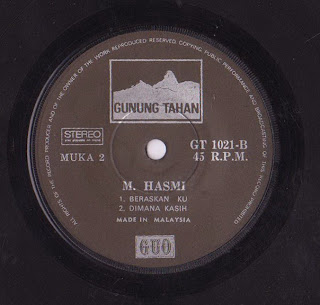 ALL RIGHTS OF THE RECORD PRODUCER AND OF THE OWNER OF THE WORK REPRODUCED RESERVED. COPYING, PUBLIC PERFORMANCE AND BROADCASTING OF THIS RECORD PROHIBITED
GUNUNG TAHAN
STEREO
MUKA 2
GT 1021-B
45 R.P.M.
M. HASMI
1. BERASKAN KU
2. DIMANA KASIH
MADE IN MALAYSIA
GUO